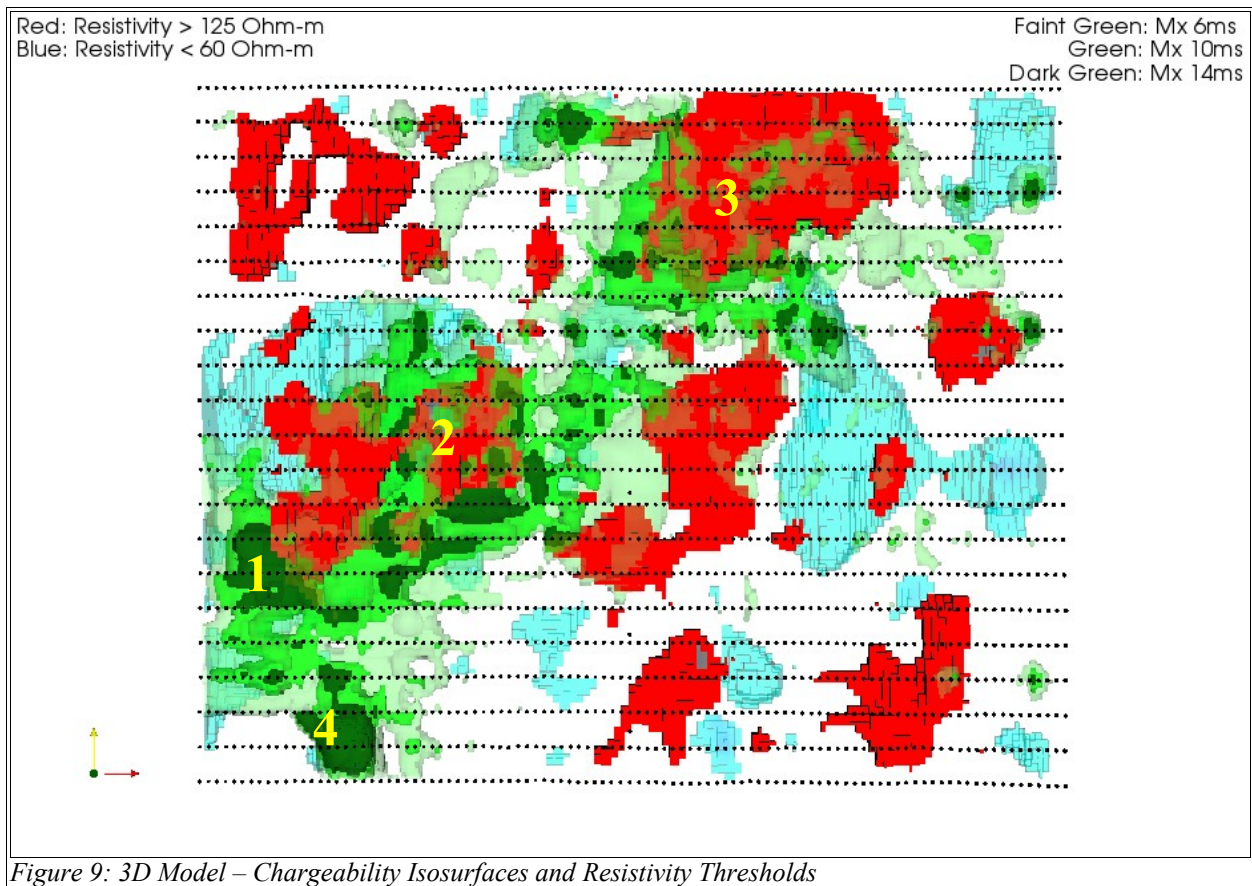 Red: Resistivity > 125 Ohm-m
Blue: Resistivity < 60 Ohm-m
Faint Green: Mx 6ms
Green: Mx 10ms
Dark Green: Mx 14ms
3
2
1
4
Figure 9: 3D Model – Chargeability Isosurfaces and Resistivity Thresholds